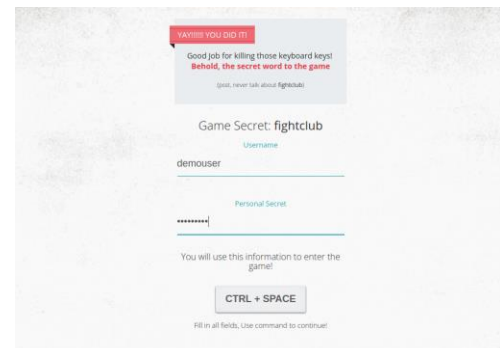 YAY!!!!!! YOU DID IT!
Good Job for killing those keyboard keys!
Behold, the secret word to the game
(psst, never talk about fightclub)
Game Secret: fightclub
Username
demouser
Personal Secret
•••••••••
You will use this information to enter the
game!
CTRL + SPACE
Fill in all fields, Use command to continue!